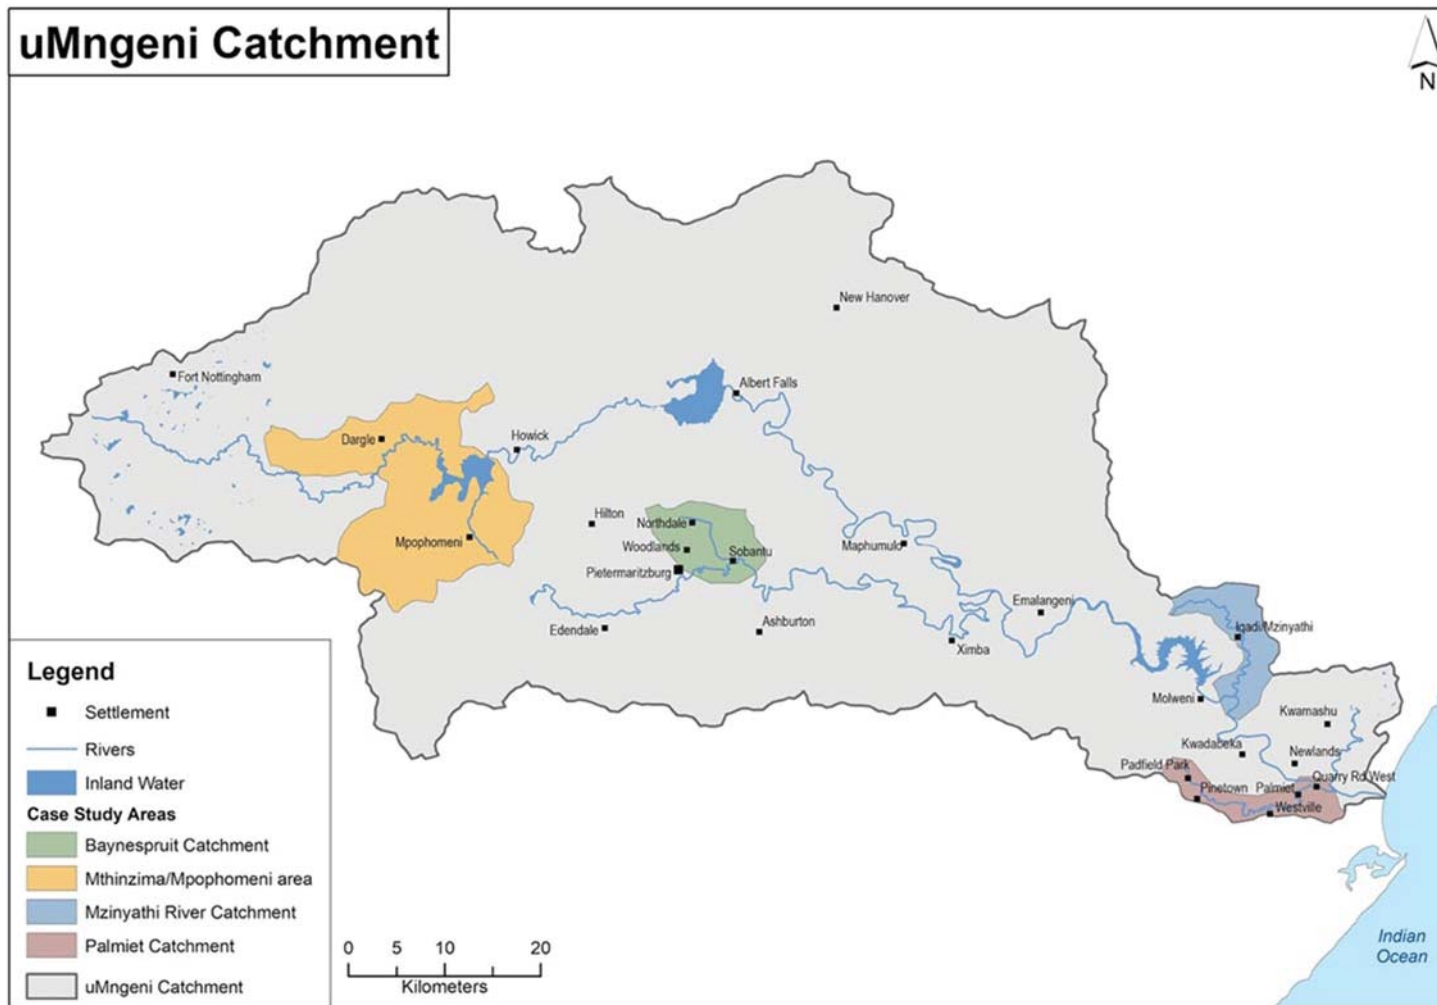 uMngeni Catchment
N
New Hanover
Fort Nottingham
Albert Falls
Dargle
Howick
Hilton
Northdale
Mpophomeni
Woodlands
Sobantu
Maphumulo
Pietermaritzburg
Emalangeni
Edendale
Ashburton
Iqadi/Mzinyathi
Ximba
Molweni
Kwamashu
Kwadabeka
Newlands
Padfield Park
Quarry Rd West
Pinetown
Palmiet
Westville
Legend
Settlement
Rivers
Inland Water
Case Study Areas
Baynespruit Catchment
Mthinzima/Mpophomeni area
Mzinyathi River Catchment
Palmiet Catchment
uMngeni Catchment
0 5 10 20
Kilometers
Indian
Ocean